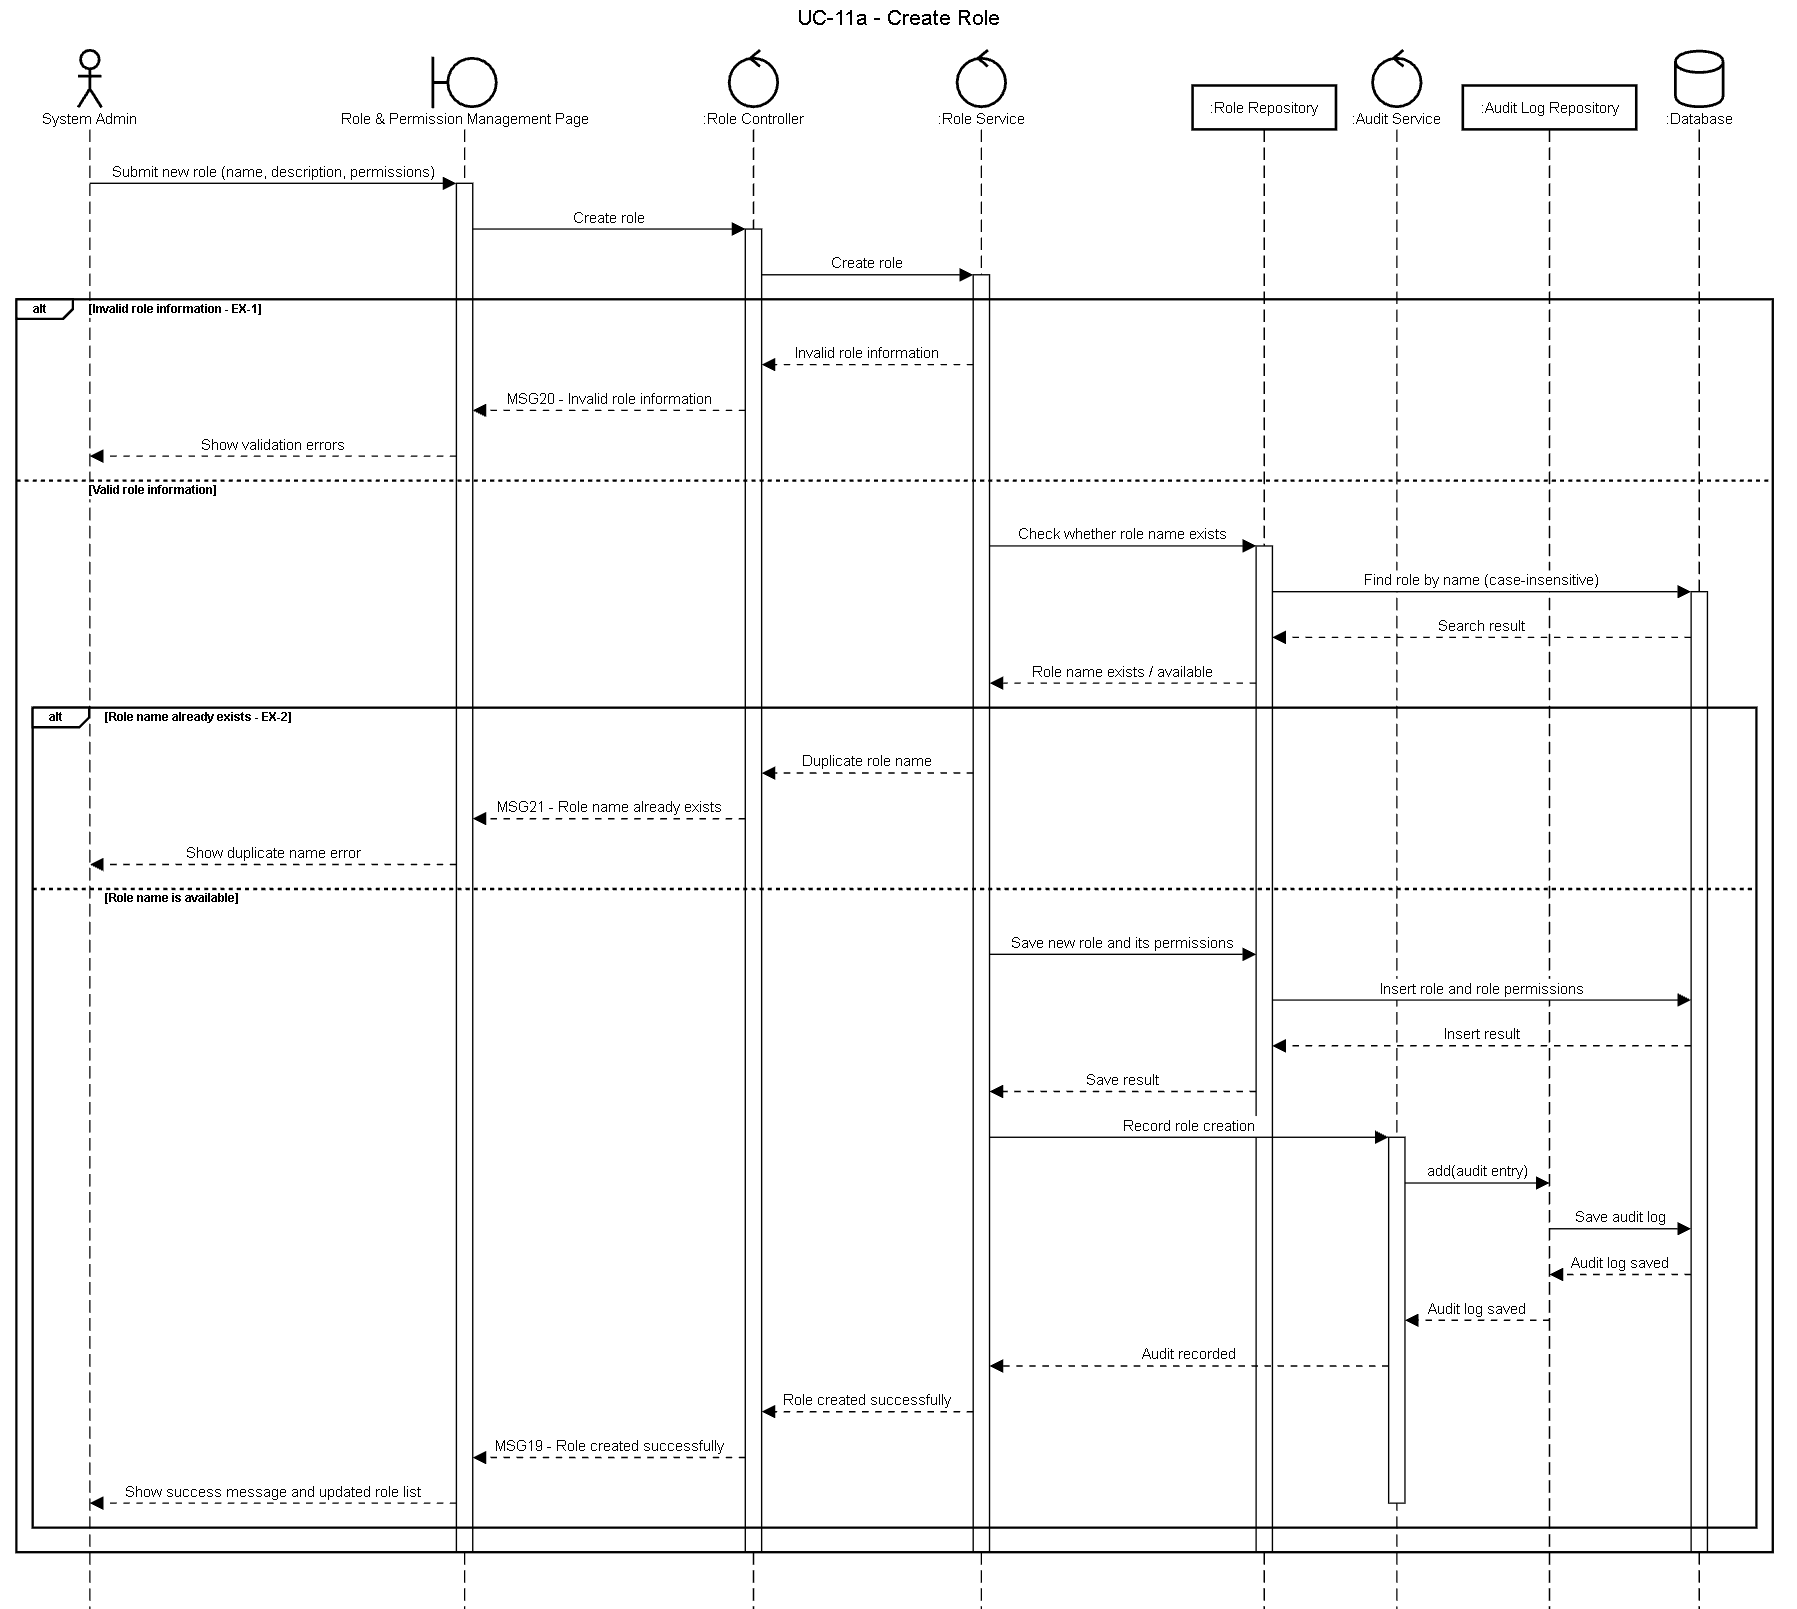 UC-11a - Create Role
System Admin
Role & Permission Management Page
:Role Controller
:Role Service
:Role Repository
:Audit Service
:Audit Log Repository
:Database
Submit new role (name, description, permissions)
Create role
Create role
alt
[Invalid role information - EX-1]
Invalid role information
MSG20 - Invalid role information
Show validation errors
[Valid role information]
Check whether role name exists
Find role by name (case-insensitive)
Search result
Role name exists / available
alt
[Role name already exists - EX-2]
Duplicate role name
MSG21 - Role name already exists
Show duplicate name error
[Role name is available]
Save new role and its permissions
Insert role and role permissions
Insert result
Save result
Record role creation
add(audit entry)
Save audit log
Audit log saved
Audit log saved
Audit recorded
Role created successfully
MSG19 - Role created successfully
Show success message and updated role list